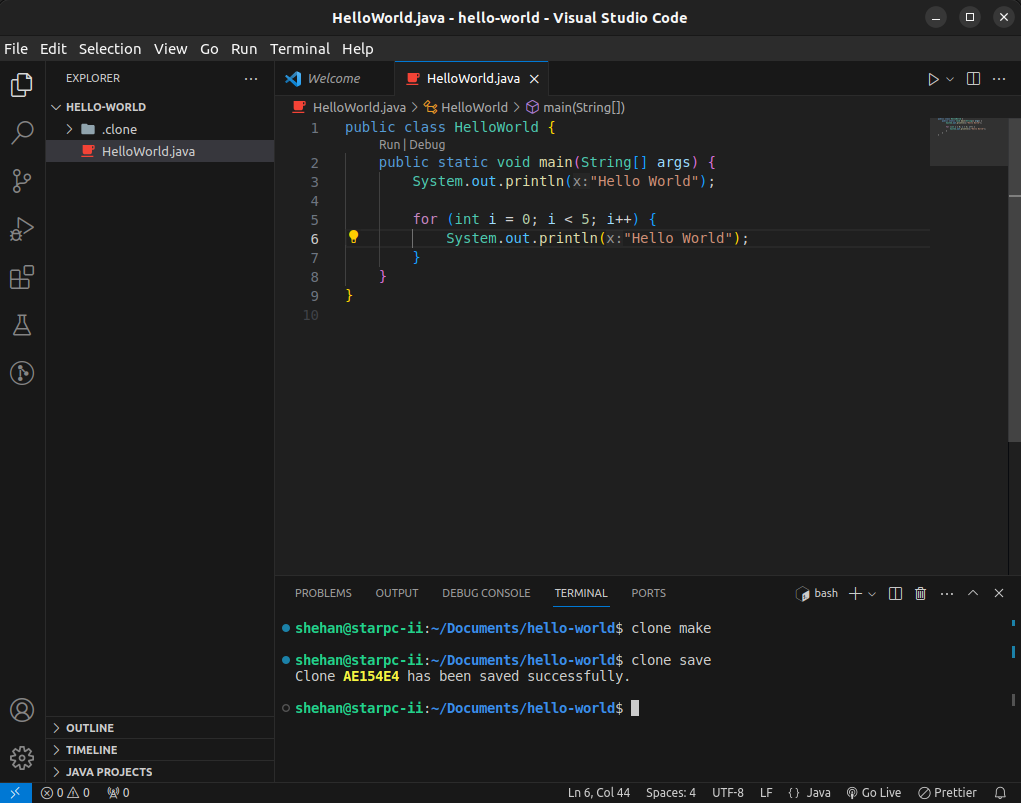 HelloWorld.java - hello-world - Visual Studio Code
File Edit Selection View Go Run Terminal Help
EXPLORER
HELLO-WORLD
.clone
HelloWorld.java
OUTLINE
TIMELINE
JAVA PROJECTS
Welcome HelloWorld.java
HelloWorld.java > HelloWorld > main(String[])
1 public class HelloWorld {
Run | Debug
2 public static void main(String[] args) {
3 System.out.println(x:"Hello World");
4
5 for (int i = 0; i < 5; i++) {
6 System.out.println(x:"Hello World");
7 }
8 }
9 }
10
PROBLEMS OUTPUT DEBUG CONSOLE TERMINAL PORTS bash
shehan@starpc-ii:~/Documents/hello-world$ clone make
shehan@starpc-ii:~/Documents/hello-world$ clone save
Clone AE154E4 has been saved successfully.
shehan@starpc-ii:~/Documents/hello-world$
0 0 0 Ln 6, Col 44 Spaces: 4 UTF-8 LF {} Java Go Live Prettier